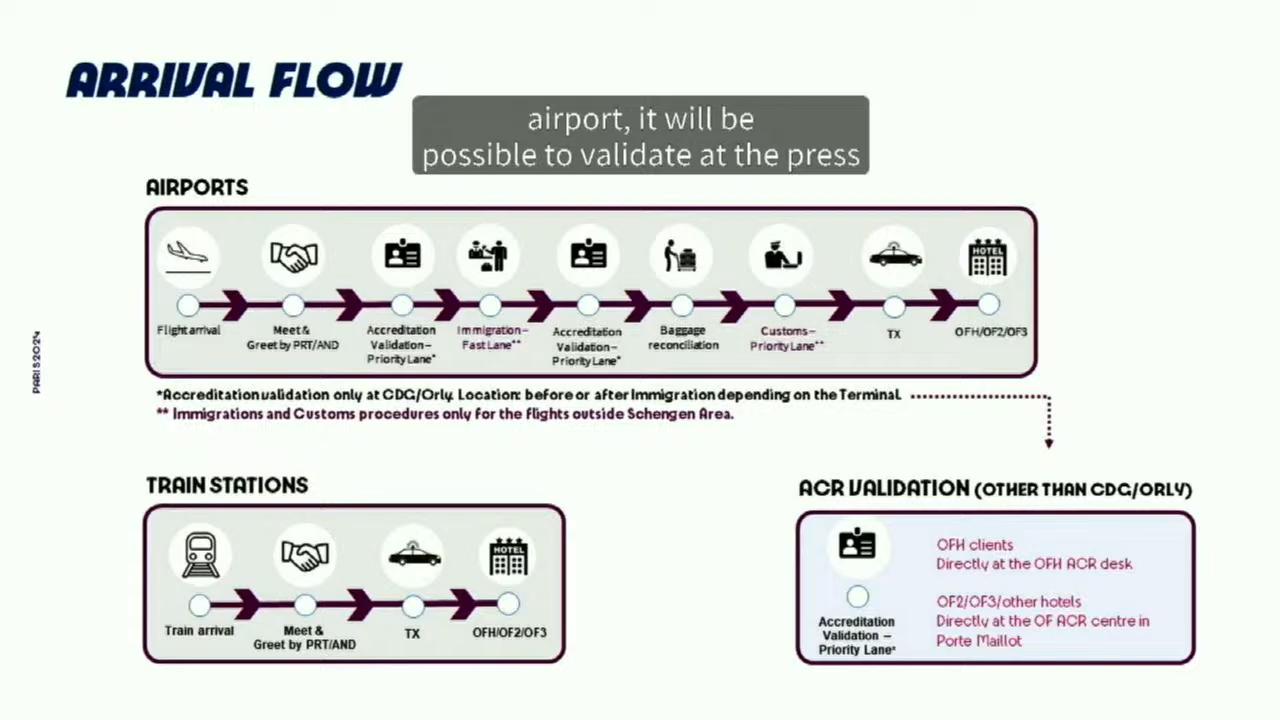 ARRIVAL FLOW
airport, it will be
possible to validate at the press
AIRPORTS
HOTEL
Flight arrival
Meet &
Greet by PRT/AND
Accreditation
Validation –
Priority Lane*
Immigration –
Fast Lane**
Accreditation
Validation –
Priority Lane*
Baggage
reconciliation
Customs –
Priority Lane**
TX
OFH/OF2/OF3
*Accreditation validation only at CDG/Orly. Location: before or after Immigration depending on the Terminal.
** Immigrations and Customs procedures only for the flights outside Schengen Area.
PARIS 2024
TRAIN STATIONS
HOTEL
Train arrival
Meet &
Greet by PRT/AND
TX
OFH/OF2/OF3
ACR VALIDATION (OTHER THAN CDG/ORLY)
Accreditation
Validation –
Priority Lane*
OFH clients
Directly at the OFH ACR desk
OF2/OF3/other hotels
Directly at the OF ACR centre in
Porte Maillot